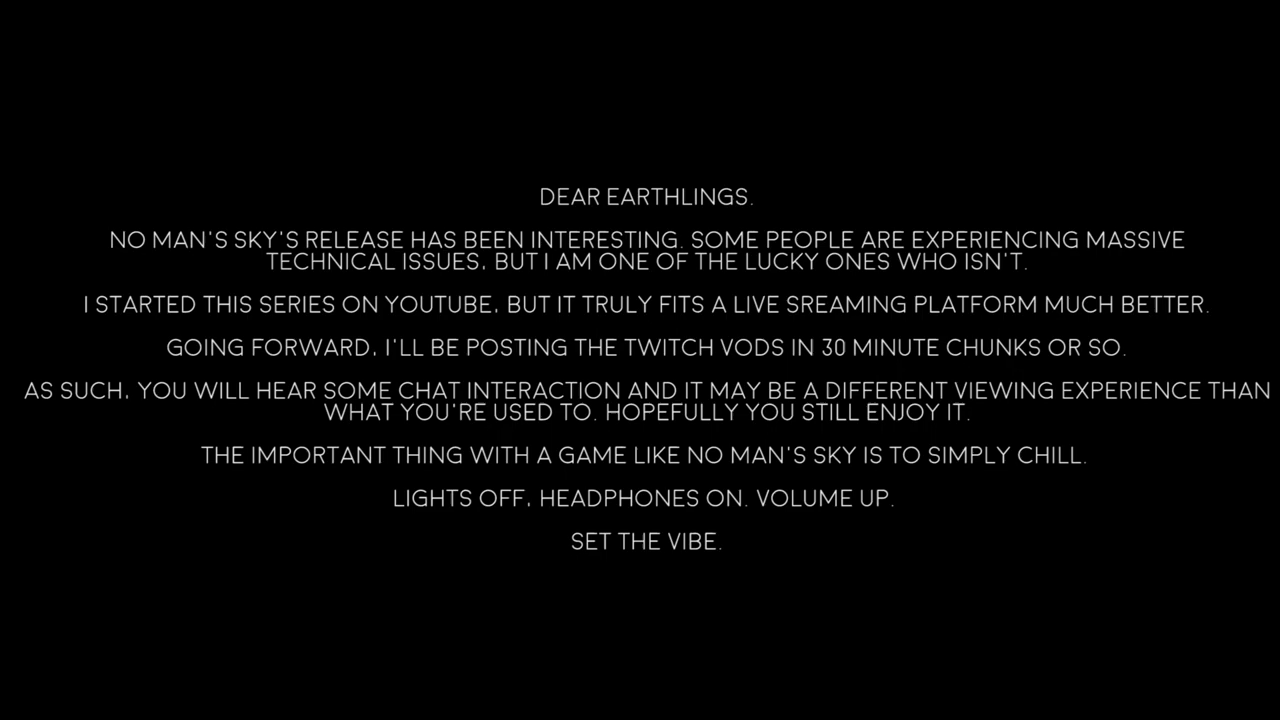 DEAR EARTHLINGS.
NO MAN'S SKY'S RELEASE HAS BEEN INTERESTING. SOME PEOPLE ARE EXPERIENCING MASSIVE
TECHNICAL ISSUES, BUT I AM ONE OF THE LUCKY ONES WHO ISN'T.
I STARTED THIS SERIES ON YOUTUBE, BUT IT TRULY FITS A LIVE SREAMING PLATFORM MUCH BETTER.
GOING FORWARD, I'LL BE POSTING THE TWITCH VODS IN 30 MINUTE CHUNKS OR SO.
AS SUCH, YOU WILL HEAR SOME CHAT INTERACTION AND IT MAY BE A DIFFERENT VIEWING EXPERIENCE THAN
WHAT YOU'RE USED TO. HOPEFULLY YOU STILL ENJOY IT.
THE IMPORTANT THING WITH A GAME LIKE NO MAN'S SKY IS TO SIMPLY CHILL.
LIGHTS OFF, HEADPHONES ON. VOLUME UP.
SET THE VIBE.